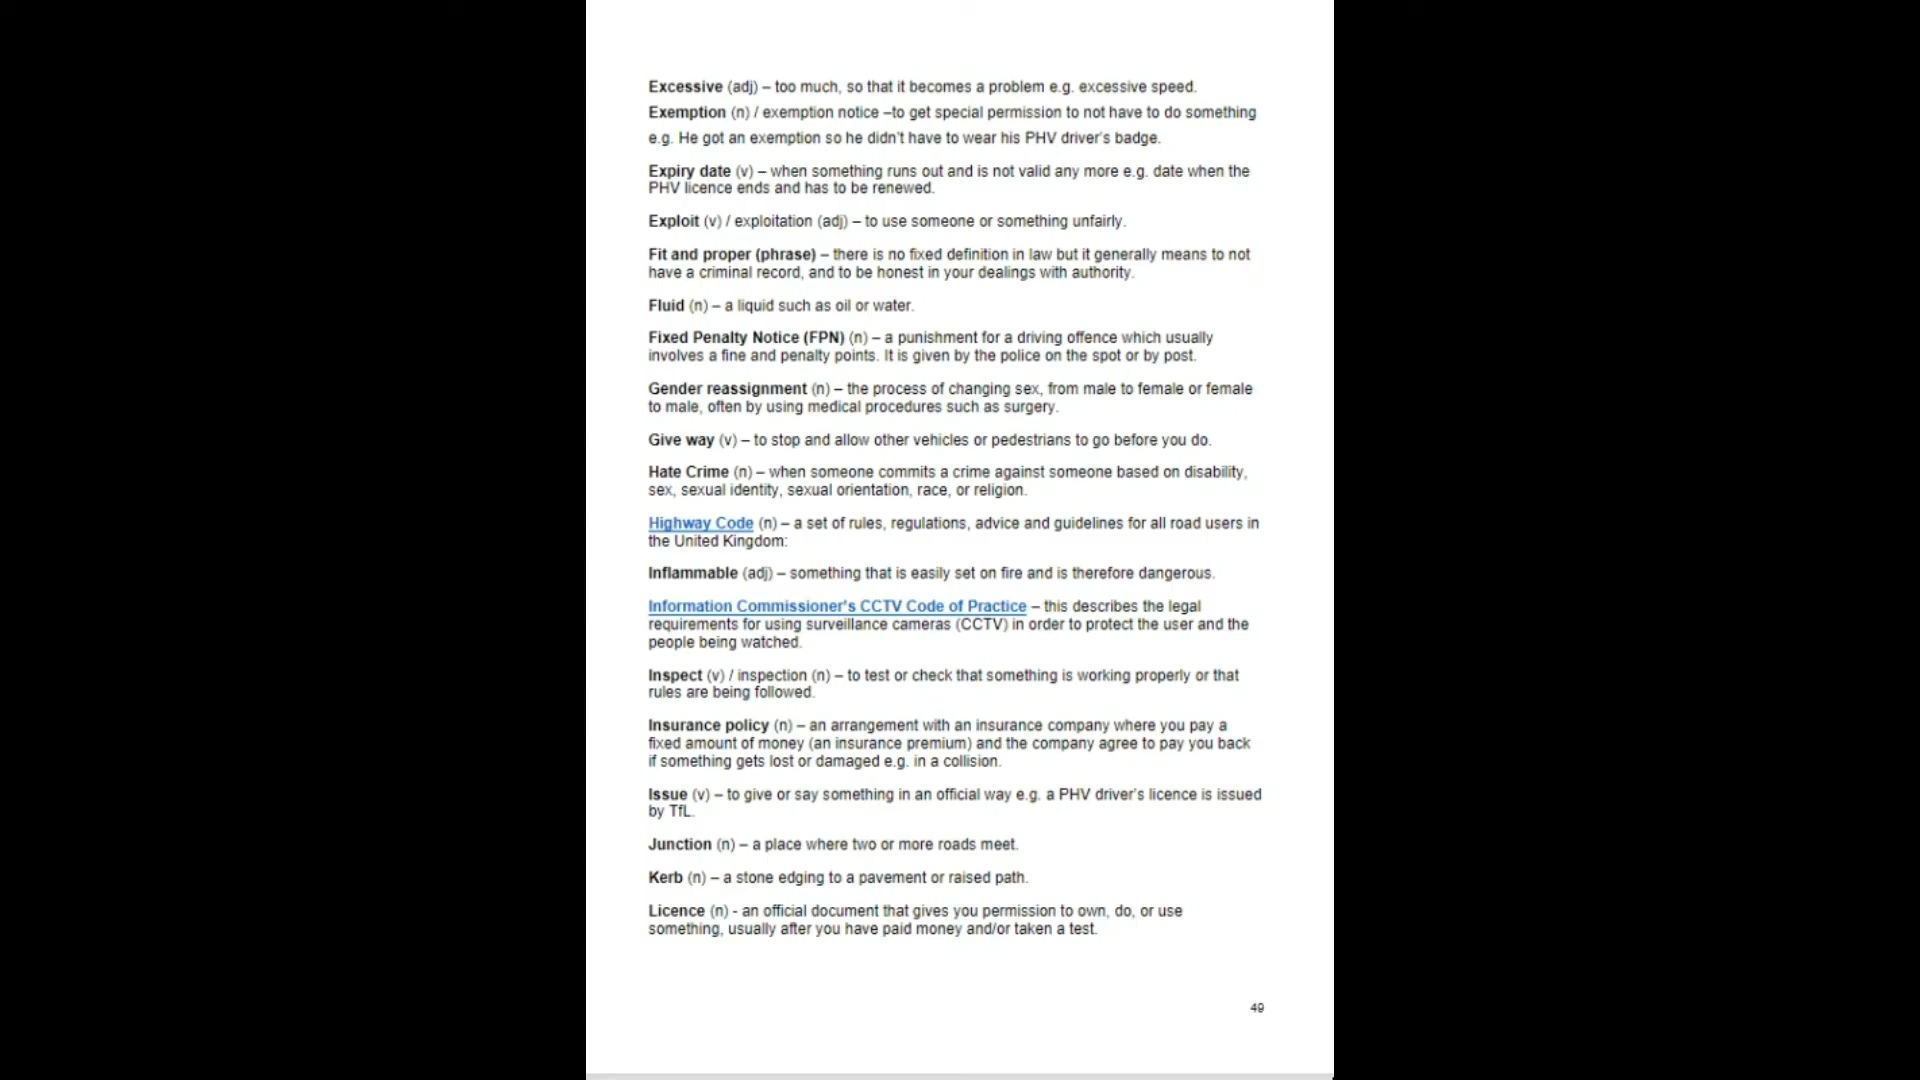 Excessive (adj) – too much, so that it becomes a problem e.g. excessive speed.
Exemption (n) / exemption notice –to get special permission to not have to do something
e.g. He got an exemption so he didn't have to wear his PHV driver's badge.
Expiry date (v) – when something runs out and is not valid any more e.g. date when the
PHV licence ends and has to be renewed.
Exploit (v) / exploitation (adj) – to use someone or something unfairly.
Fit and proper (phrase) – there is no fixed definition in law but it generally means to not
have a criminal record, and to be honest in your dealings with authority.
Fluid (n) – a liquid such as oil or water.
Fixed Penalty Notice (FPN) (n) – a punishment for a driving offence which usually
involves a fine and penalty points. It is given by the police on the spot or by post.
Gender reassignment (n) – the process of changing sex, from male to female or female
to male, often by using medical procedures such as surgery.
Give way (v) – to stop and allow other vehicles or pedestrians to go before you do.
Hate Crime (n) – when someone commits a crime against someone based on disability,
sex, sexual identity, sexual orientation, race, or religion.
Highway Code (n) – a set of rules, regulations, advice and guidelines for all road users in
the United Kingdom:
Inflammable (adj) – something that is easily set on fire and is therefore dangerous.
Information Commissioner's CCTV Code of Practice – this describes the legal
requirements for using surveillance cameras (CCTV) in order to protect the user and the
people being watched.
Inspect (v) / inspection (n) – to test or check that something is working properly or that
rules are being followed.
Insurance policy (n) – an arrangement with an insurance company where you pay a
fixed amount of money (an insurance premium) and the company agree to pay you back
if something gets lost or damaged e.g. in a collision.
Issue (v) – to give or say something in an official way e.g. a PHV driver's licence is issued
by TfL.
Junction (n) – a place where two or more roads meet.
Kerb (n) – a stone edging to a pavement or raised path.
Licence (n) - an official document that gives you permission to own, do, or use
something, usually after you have paid money and/or taken a test.
49